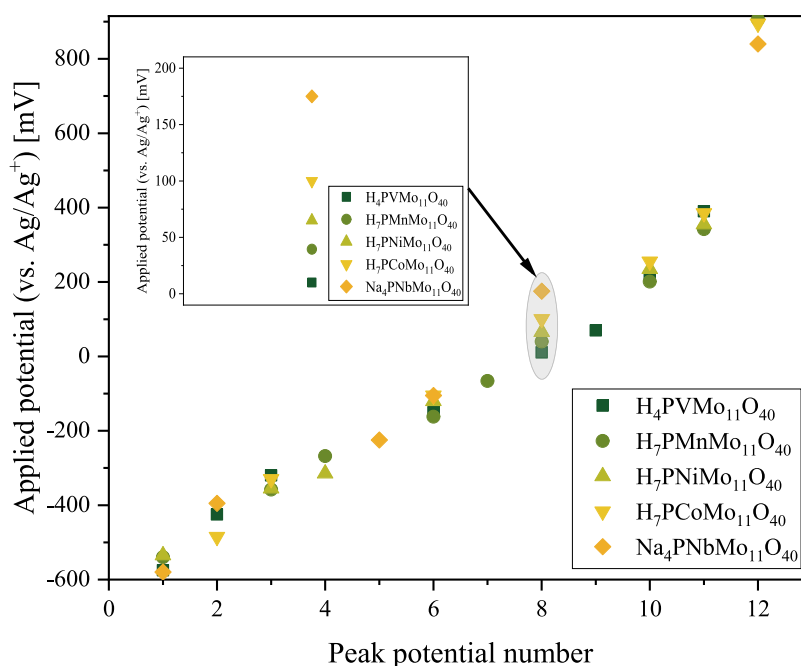 Applied potential (vs. Ag/Ag⁺) [mV]
800
600
400
200
0
-200
-400
-600
0 2 4 6 8 10 12
Peak potential number
Applied potential (vs. Ag/Ag⁺) [mV]
200
150
100
50
0
H₄PVMo₁₁O₄₀
H₇PMnMo₁₁O₄₀
H₇PNiMo₁₁O₄₀
H₇PCoMo₁₁O₄₀
Na₄PNbMo₁₁O₄₀
H₄PVMo₁₁O₄₀
H₇PMnMo₁₁O₄₀
H₇PNiMo₁₁O₄₀
H₇PCoMo₁₁O₄₀
Na₄PNbMo₁₁O₄₀